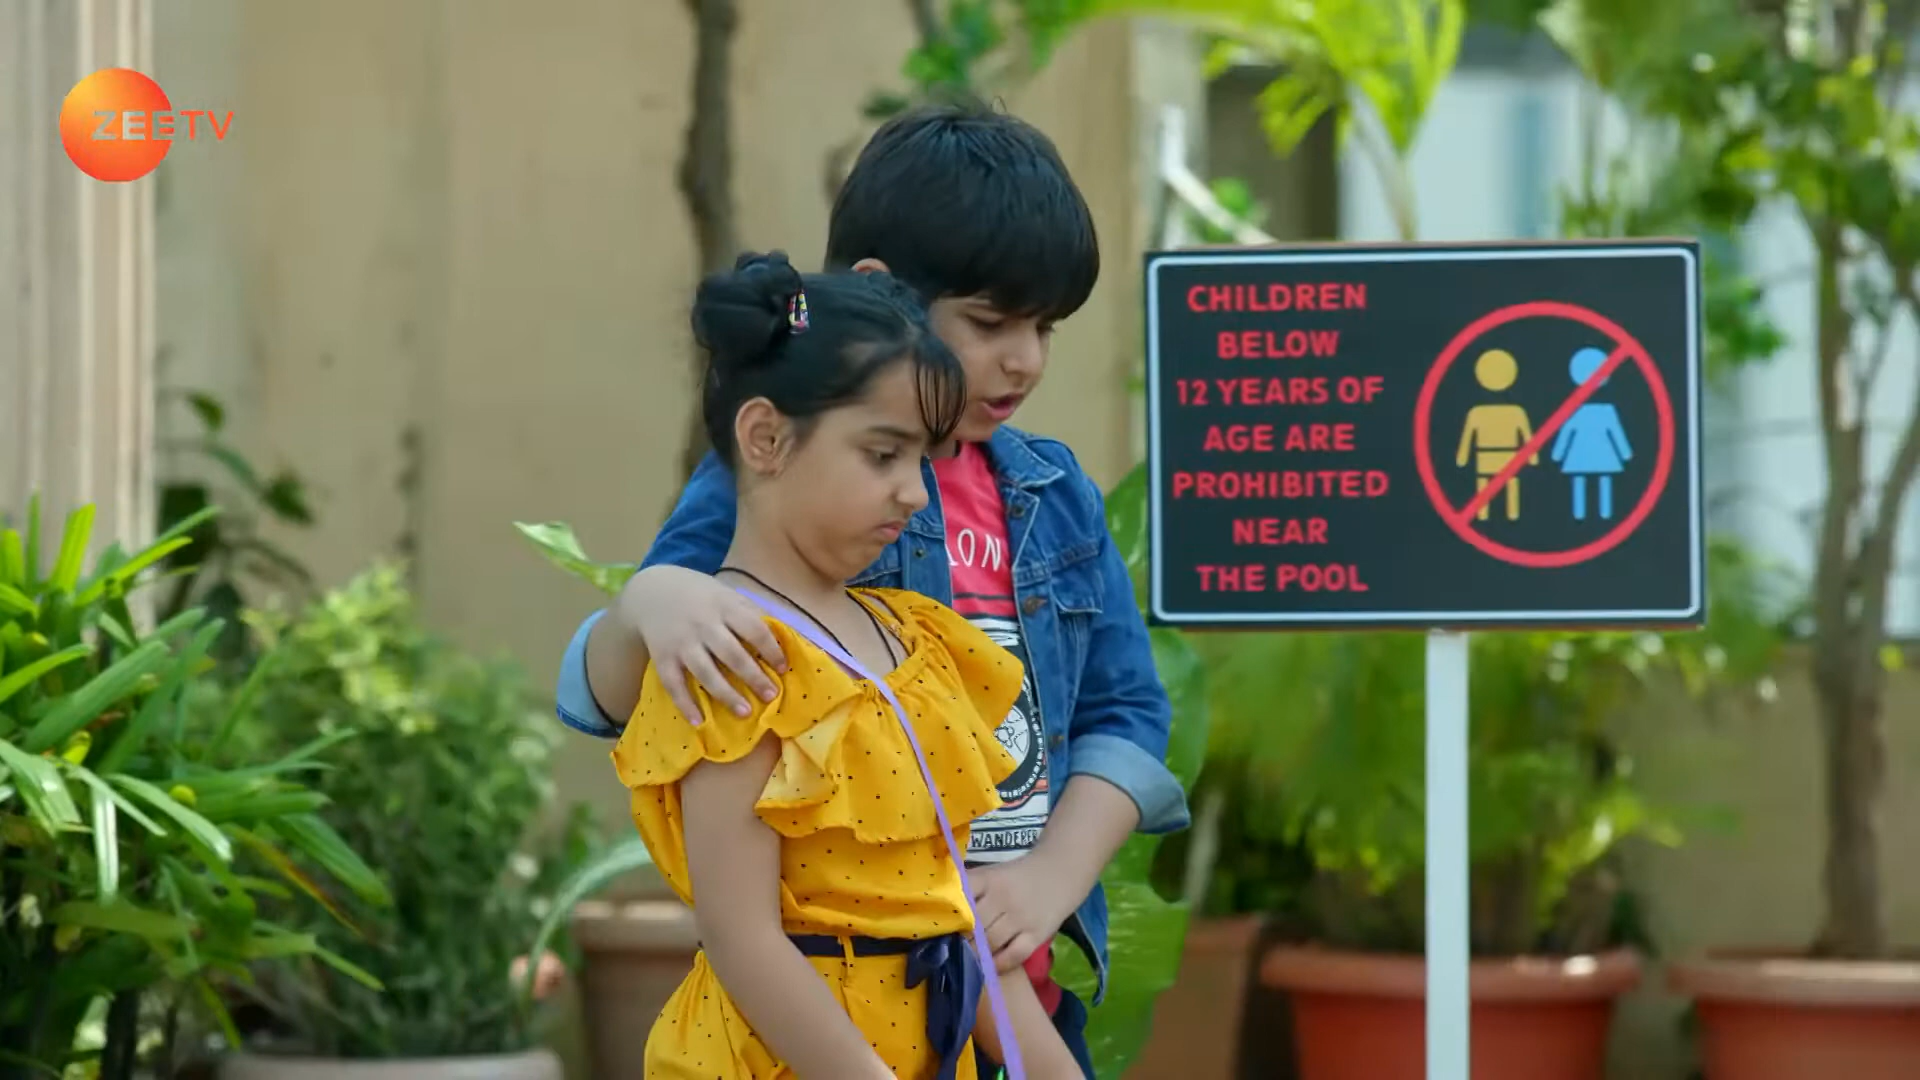 ZEETV
CHILDREN
BELOW
12 YEARS OF
AGE ARE
PROHIBITED
NEAR
THE POOL
WANDERER